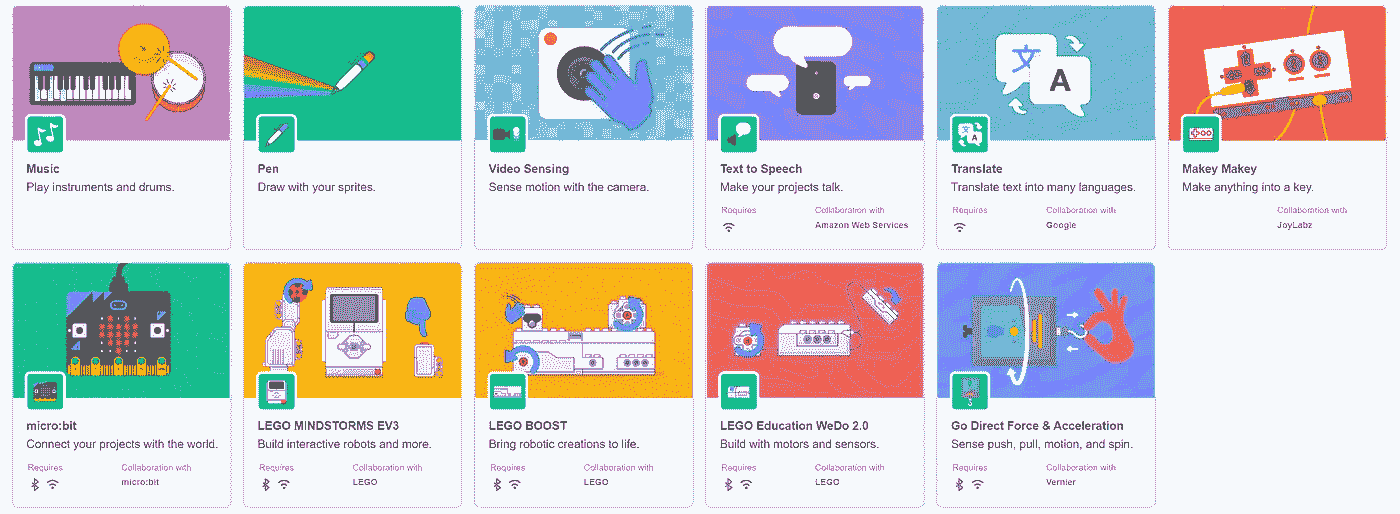 Music
Play instruments and drums.
Pen
Draw with your sprites.
Video Sensing
Sense motion with the camera.
文
A
Text to Speech
Make your projects talk.
Requires
Collaboration with
Amazon Web Services
Translate
Translate text into many languages.
Requires
Collaboration with
Google
Makey Makey
Make anything into a key.
Collaboration with
JoyLabz
micro:bit
Connect your projects with the world.
Requires
Collaboration with
micro:bit
LEGO MINDSTORMS EV3
Build interactive robots and more.
Requires
Collaboration with
LEGO
LEGO BOOST
Bring robotic creations to life.
Requires
Collaboration with
LEGO
LEGO Education WeDo 2.0
Build with motors and sensors.
Requires
Collaboration with
LEGO
Go Direct Force & Acceleration
Sense push, pull, motion, and spin.
Requires
Collaboration with
Vernier